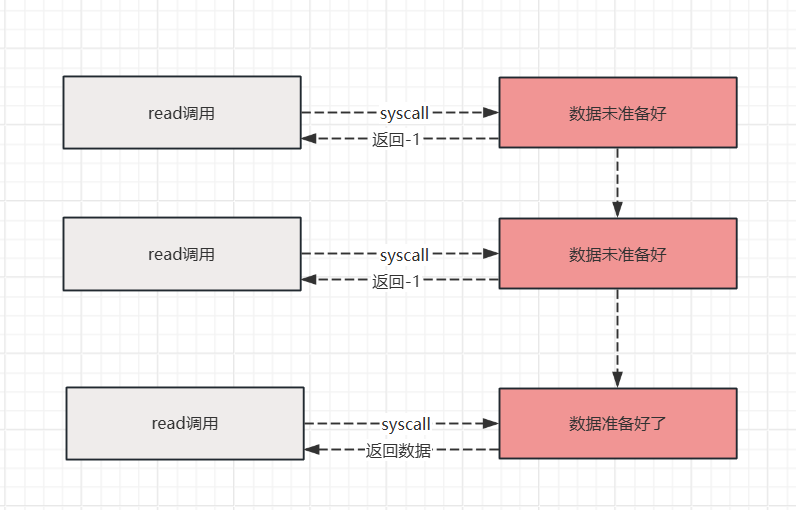 read调用
syscall
数据未准备好
返回-1
read调用
syscall
数据未准备好
返回-1
read调用
syscall
数据准备好了
返回数据